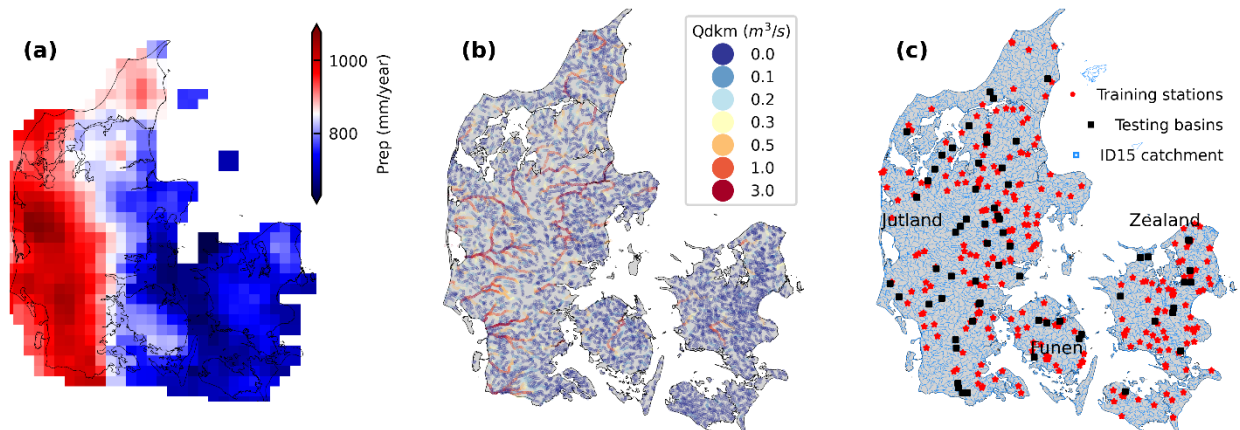 (a)
1000
800
Prep (mm/year)
(b)
Qdkm (m³/s)
0.0
0.1
0.2
0.3
0.5
1.0
3.0
(c)
Training stations
Testing basins
ID15 catchment
Jutland
Zealand
Funen